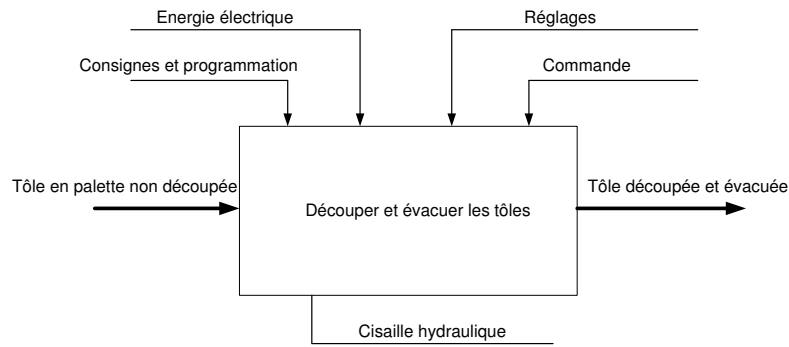 Energie électrique
Réglages
Consignes et programmation
Commande
Tôle en palette non découpée
Tôle découpée et évacuée
Découper et évacuer les tôles
Cisaille hydraulique